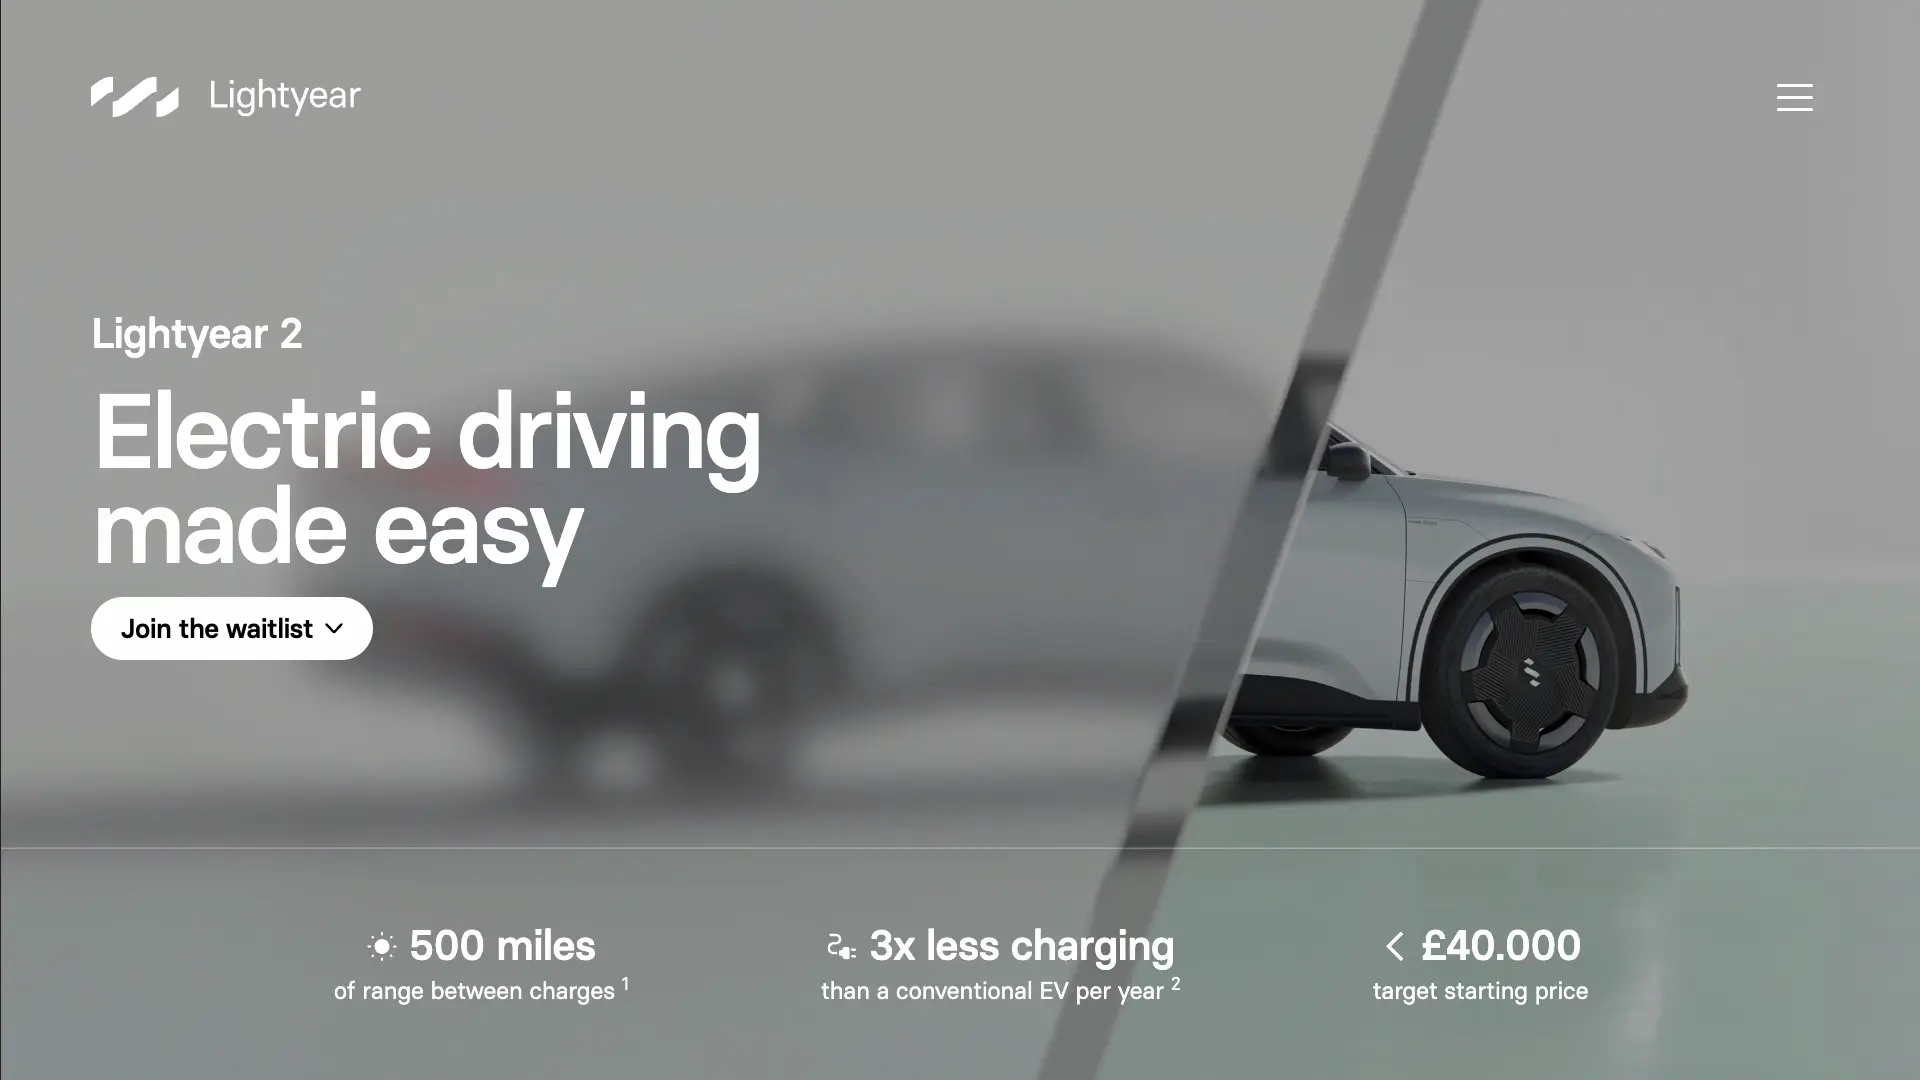 Lightyear
Lightyear 2
Electric driving
made easy
Join the waitlist
500 miles
of range between charges 1
3x less charging
than a conventional EV per year 2
< £40.000
target starting price